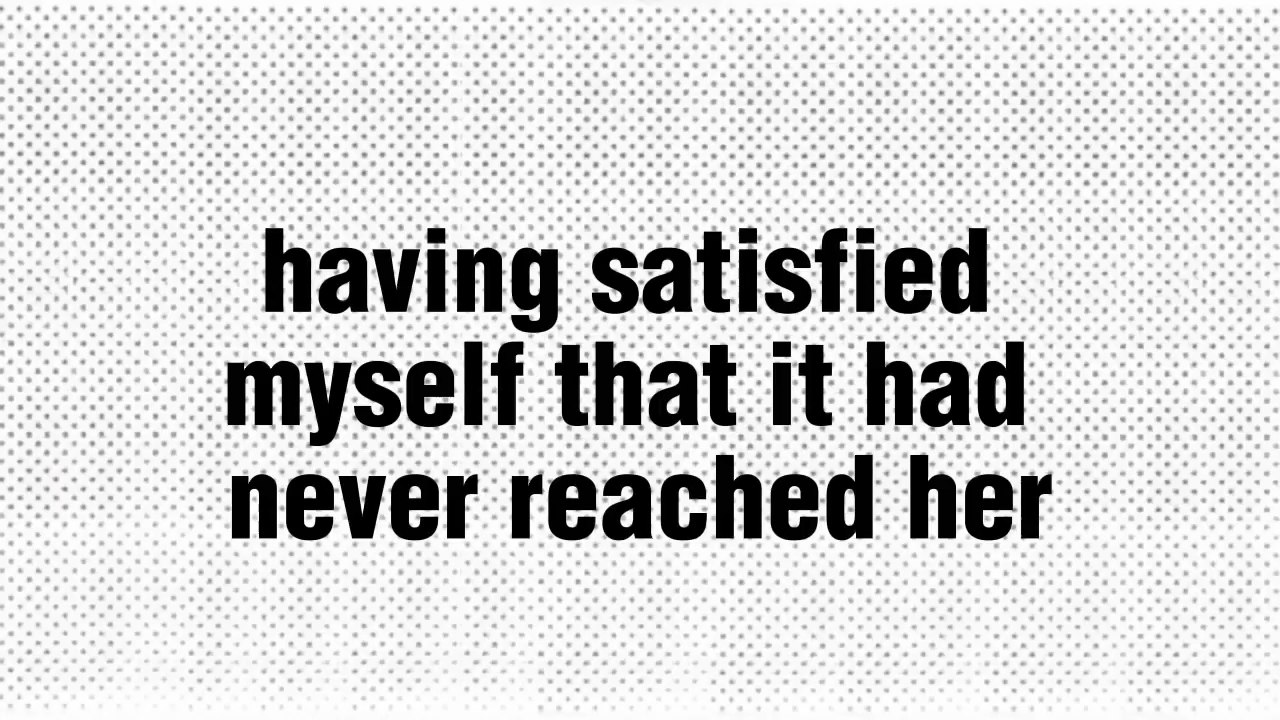 having satisfied
myself that it had
never reached her